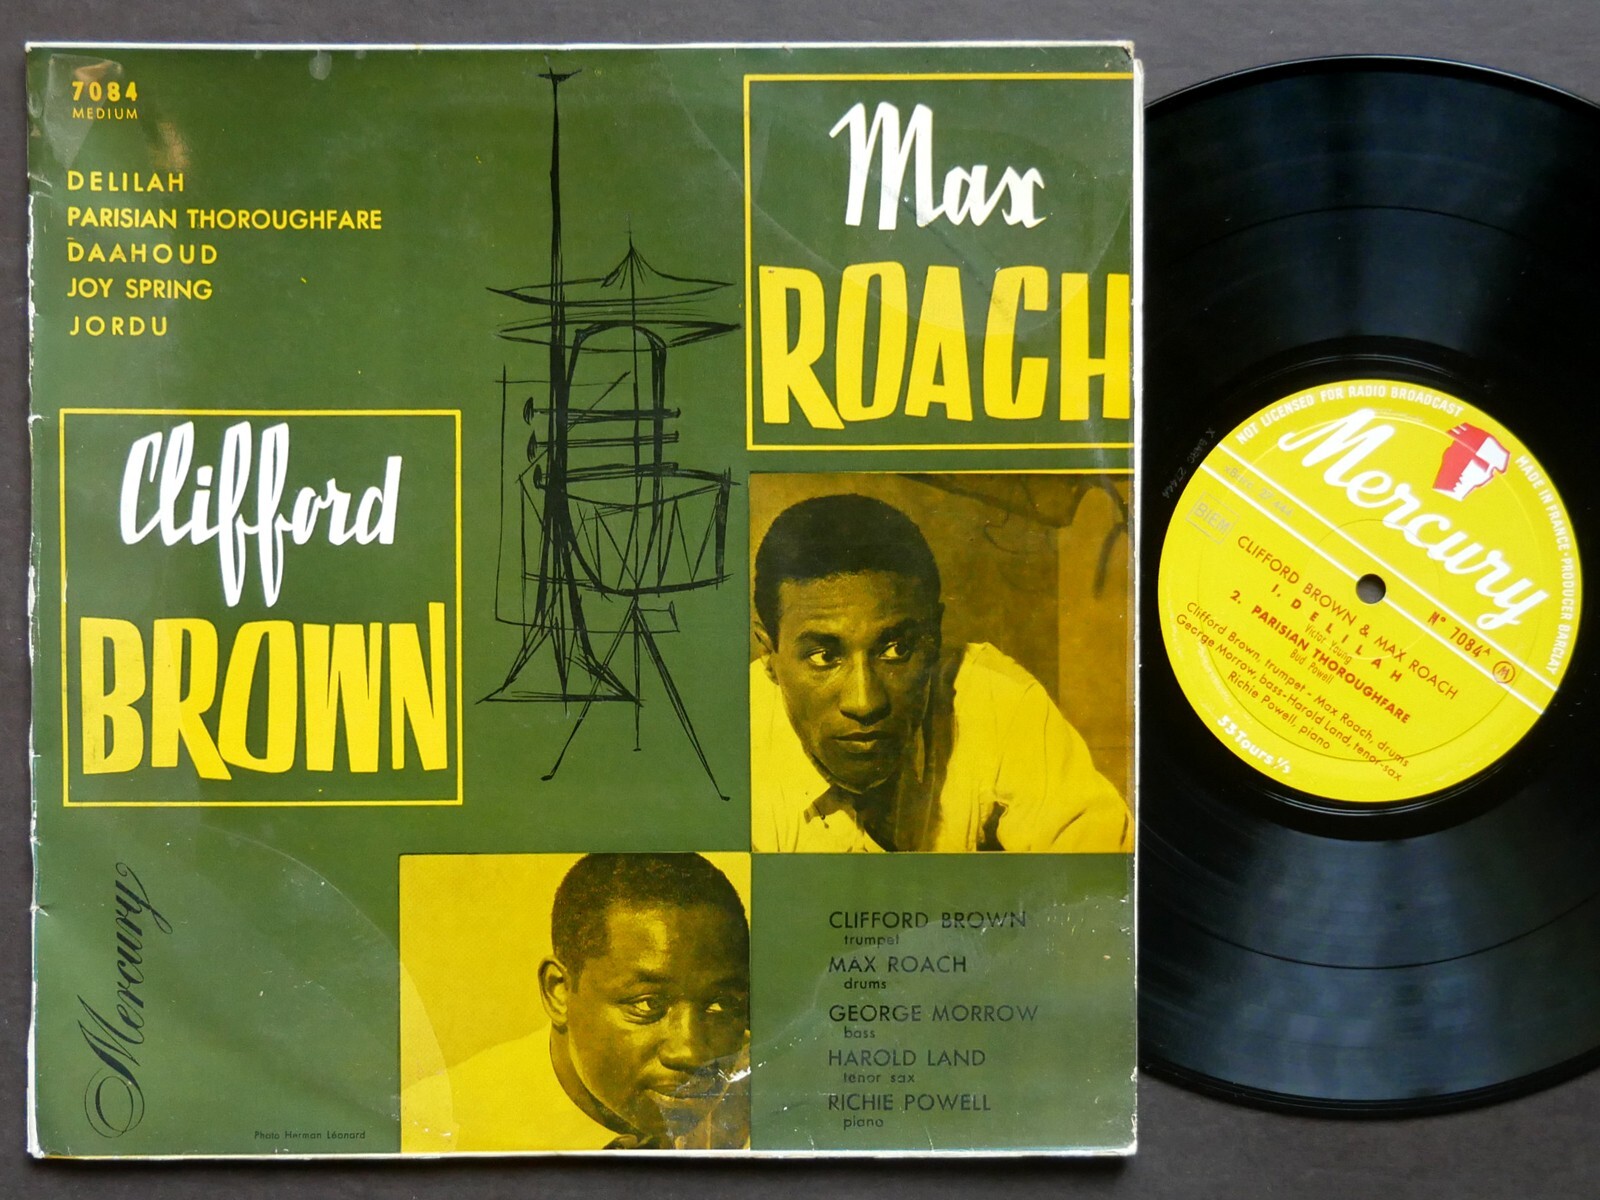 7084
MEDIUM
DELILAH
PARISIAN THOROUGHFARE
DAAHOUD
JOY SPRING
JORDU
Max
ROACH
Clifford
BROWN
Mercury
Photo Herman Léonard
CLIFFORD BROWN
trumpet
MAX ROACH
drums
GEORGE MORROW
bass
HAROLD LAND
tenor sax
RICHIE POWELL
piano
NOT LICENSED FOR RADIO BROADCAST
MADE IN FRANCE • PRODUCER BARCLAY
Mercury
BIEM
N° 7084 A
M
CLIFFORD BROWN & MAX ROACH
1. DELILAH
Victor Young
2. PARISIAN THOROUGHFARE
Bud Powell
Clifford Brown, trumpet - Max Roach, drums
George Morrow, bass - Harold Land, tenor-sax
Richie Powell, piano
33 Tours 1/3